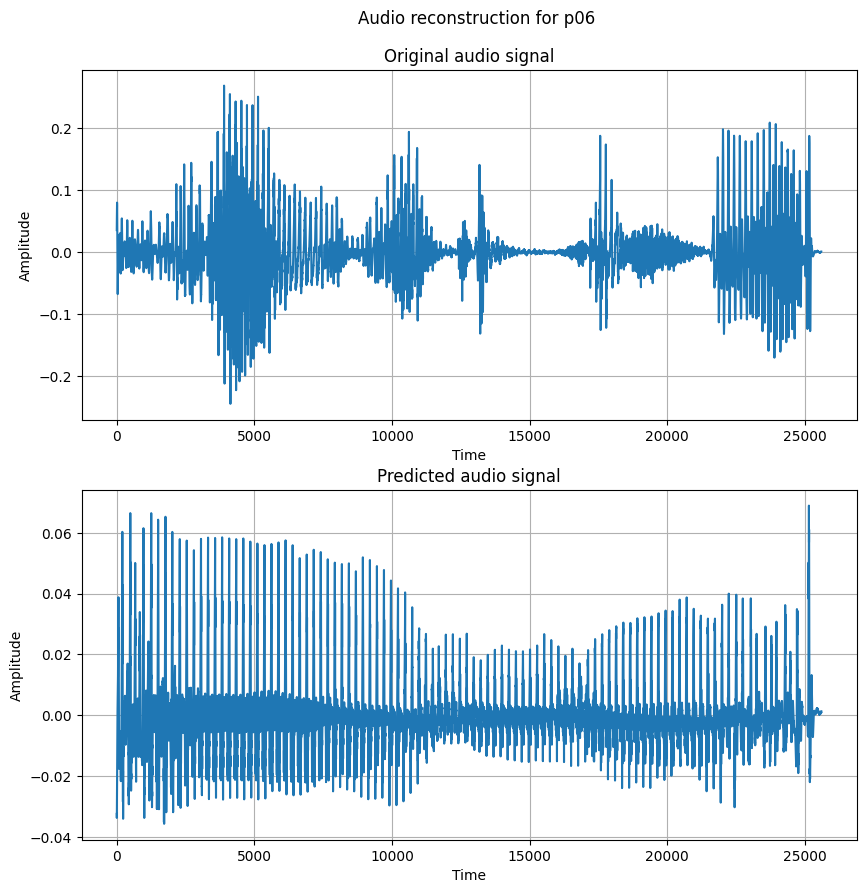 Audio reconstruction for p06
Original audio signal
0.2
0.1
0.0
−0.1
−0.2
Amplitude
0 5000 10000 15000 20000 25000
Time
Predicted audio signal
0.06
0.04
0.02
0.00
−0.02
−0.04
Amplitude
0 5000 10000 15000 20000 25000
Time